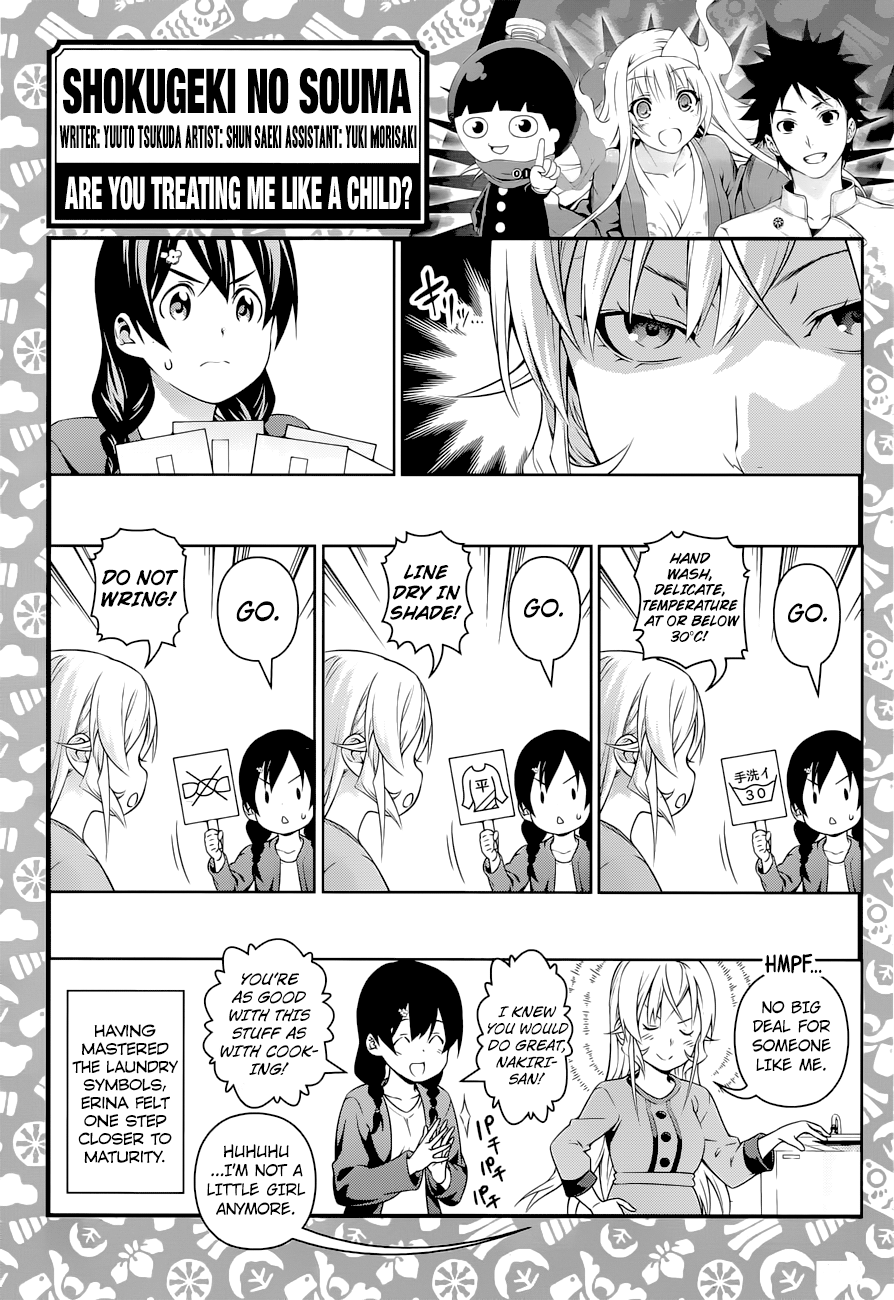 SHOKUGEKI NO SOUMA
WRITER: YUUTO TSUKUDA ARTIST: SHUN SAEKI ASSISTANT: YUKI MORISAKI
ARE YOU TREATING ME LIKE A CHILD?
GO.
HAND
WASH,
DELICATE,
TEMPERATURE
AT OR BELOW
30°C!
手洗イ
30
GO.
LINE
DRY IN
SHADE!
平
GO.
DO NOT
WRING!
HMPF...
NO BIG
DEAL FOR
SOMEONE
LIKE ME.
I KNEW
YOU WOULD
DO GREAT,
NAKIRI-
SAN!
YOU'RE
AS GOOD
WITH THIS
STUFF AS
WITH COOK-
ING!
パチ
パチ
パチ
HUHUHU
...I'M NOT A
LITTLE GIRL
ANYMORE.
HAVING
MASTERED
THE LAUNDRY
SYMBOLS,
ERINA FELT
ONE STEP
CLOSER TO
MATURITY.